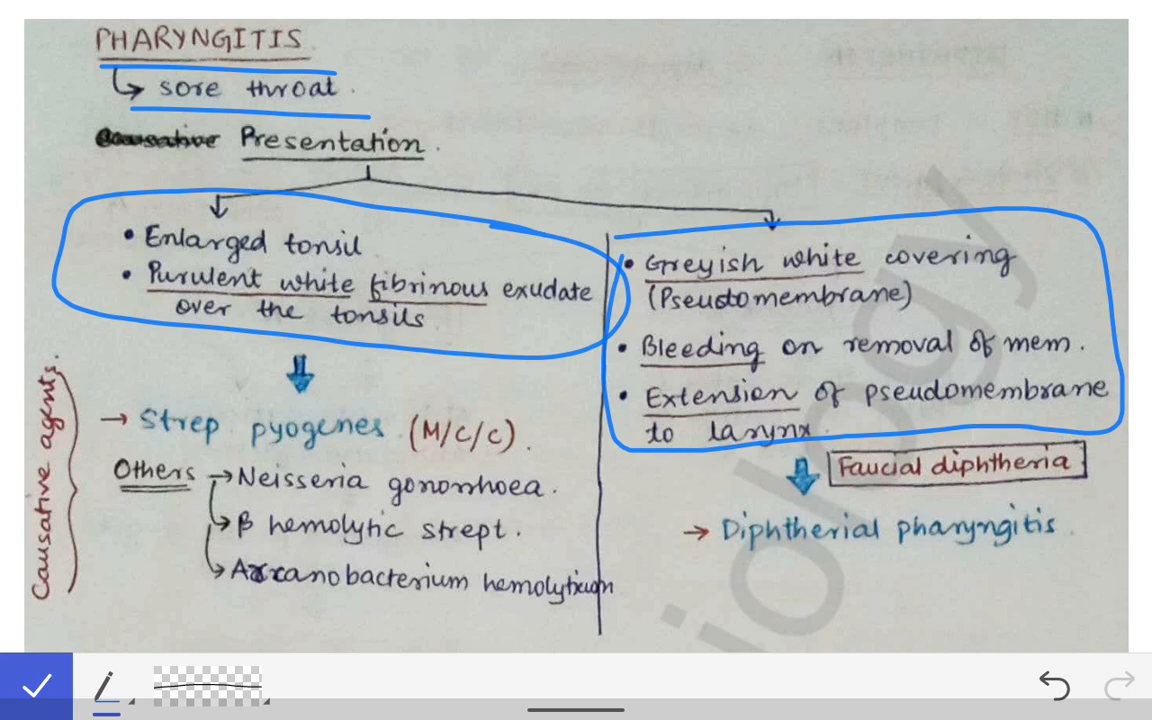 PHARYNGITIS
↳ sore throat.
Causative Presentation.
• Enlarged tonsil
• Purulent white fibrinous exudate
over the tonsils
→ Strep pyogenes (M/C/C).
Others → Neisseria gonorrhoea.
↳ β hemolytic strept.
↳ Arcanobacterium hemolyticum
Causative agents.
• Greyish white covering
(Pseudomembrane)
• Bleeding on removal of mem.
• Extension of pseudomembrane
to larynx.
Faucial diphtheria
→ Diphtherial pharyngitis.
iology